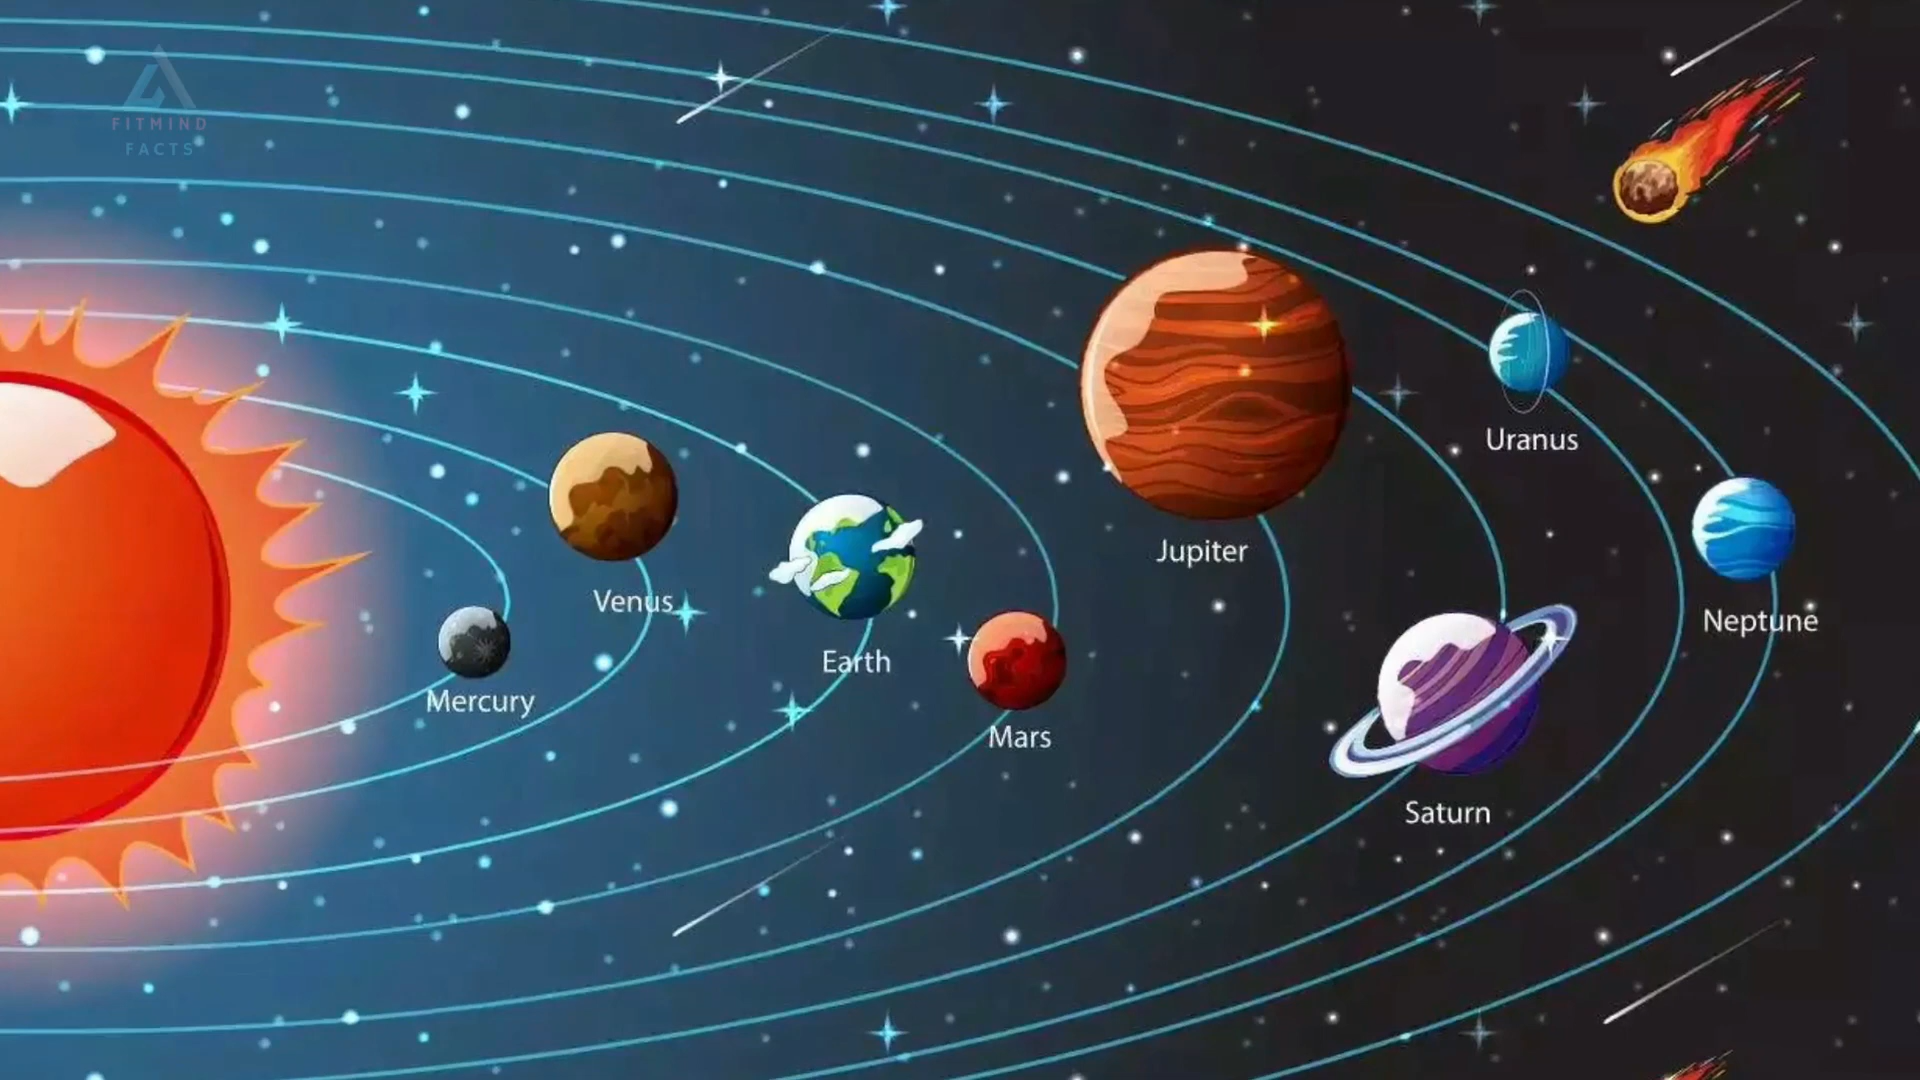 FITMIND
FACTS
Uranus
Jupiter
Venus
Neptune
Earth
Mercury
Mars
Saturn